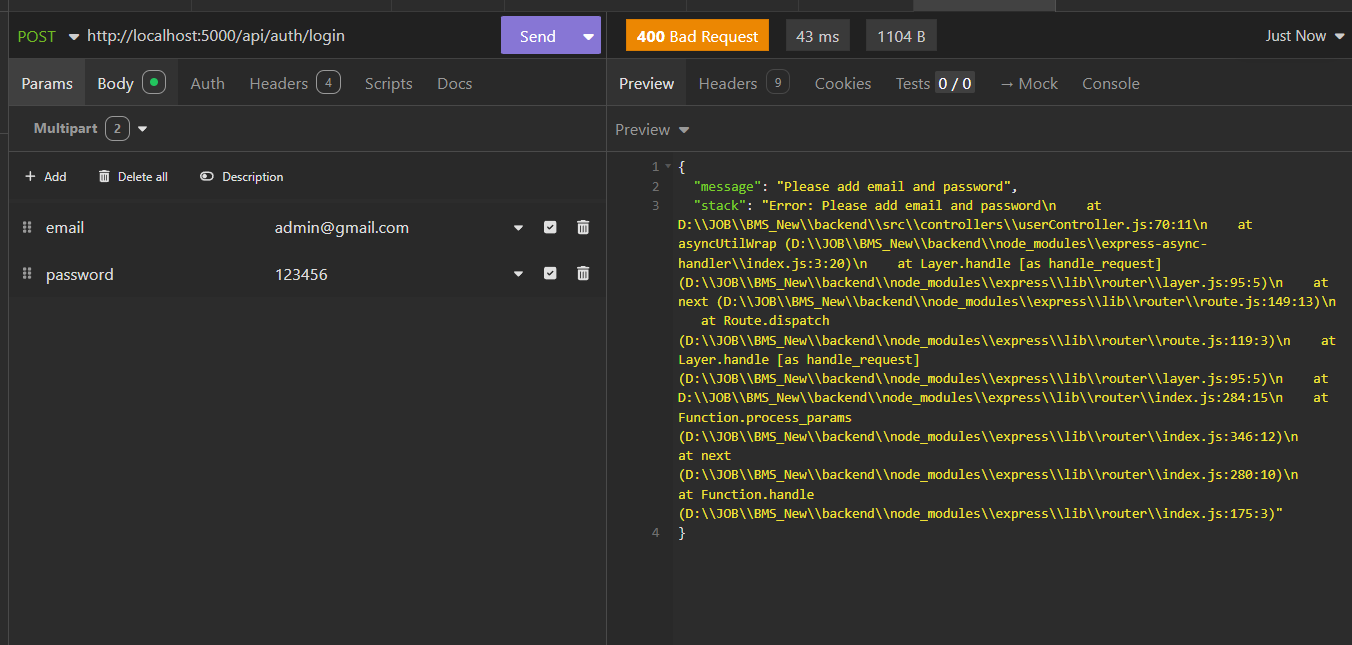 POST http://localhost:5000/api/auth/login Send 400 Bad Request 43 ms 1104 B Just Now
Params Body Auth Headers 4 Scripts Docs Preview Headers 9 Cookies Tests 0 / 0 → Mock Console
Multipart 2
Preview
+ Add Delete all Description
email admin@gmail.com
password 123456
1 {
2 "message": "Please add email and password",
3 "stack": "Error: Please add email and password\n    at
D:\\JOB\\BMS_New\\backend\\src\\controllers\\userController.js:70:11\n    at
asyncUtilWrap (D:\\JOB\\BMS_New\\backend\\node_modules\\express-async-
handler\\index.js:3:20)\n    at Layer.handle [as handle_request]
(D:\\JOB\\BMS_New\\backend\\node_modules\\express\\lib\\router\\layer.js:95:5)\n    at
next (D:\\JOB\\BMS_New\\backend\\node_modules\\express\\lib\\router\\route.js:149:13)\n
at Route.dispatch
(D:\\JOB\\BMS_New\\backend\\node_modules\\express\\lib\\router\\route.js:119:3)\n    at
Layer.handle [as handle_request]
(D:\\JOB\\BMS_New\\backend\\node_modules\\express\\lib\\router\\layer.js:95:5)\n    at
D:\\JOB\\BMS_New\\backend\\node_modules\\express\\lib\\router\\index.js:284:15\n    at
Function.process_params
(D:\\JOB\\BMS_New\\backend\\node_modules\\express\\lib\\router\\index.js:346:12)\n
at next
(D:\\JOB\\BMS_New\\backend\\node_modules\\express\\lib\\router\\index.js:280:10)\n
at Function.handle
(D:\\JOB\\BMS_New\\backend\\node_modules\\express\\lib\\router\\index.js:175:3)"
4 }